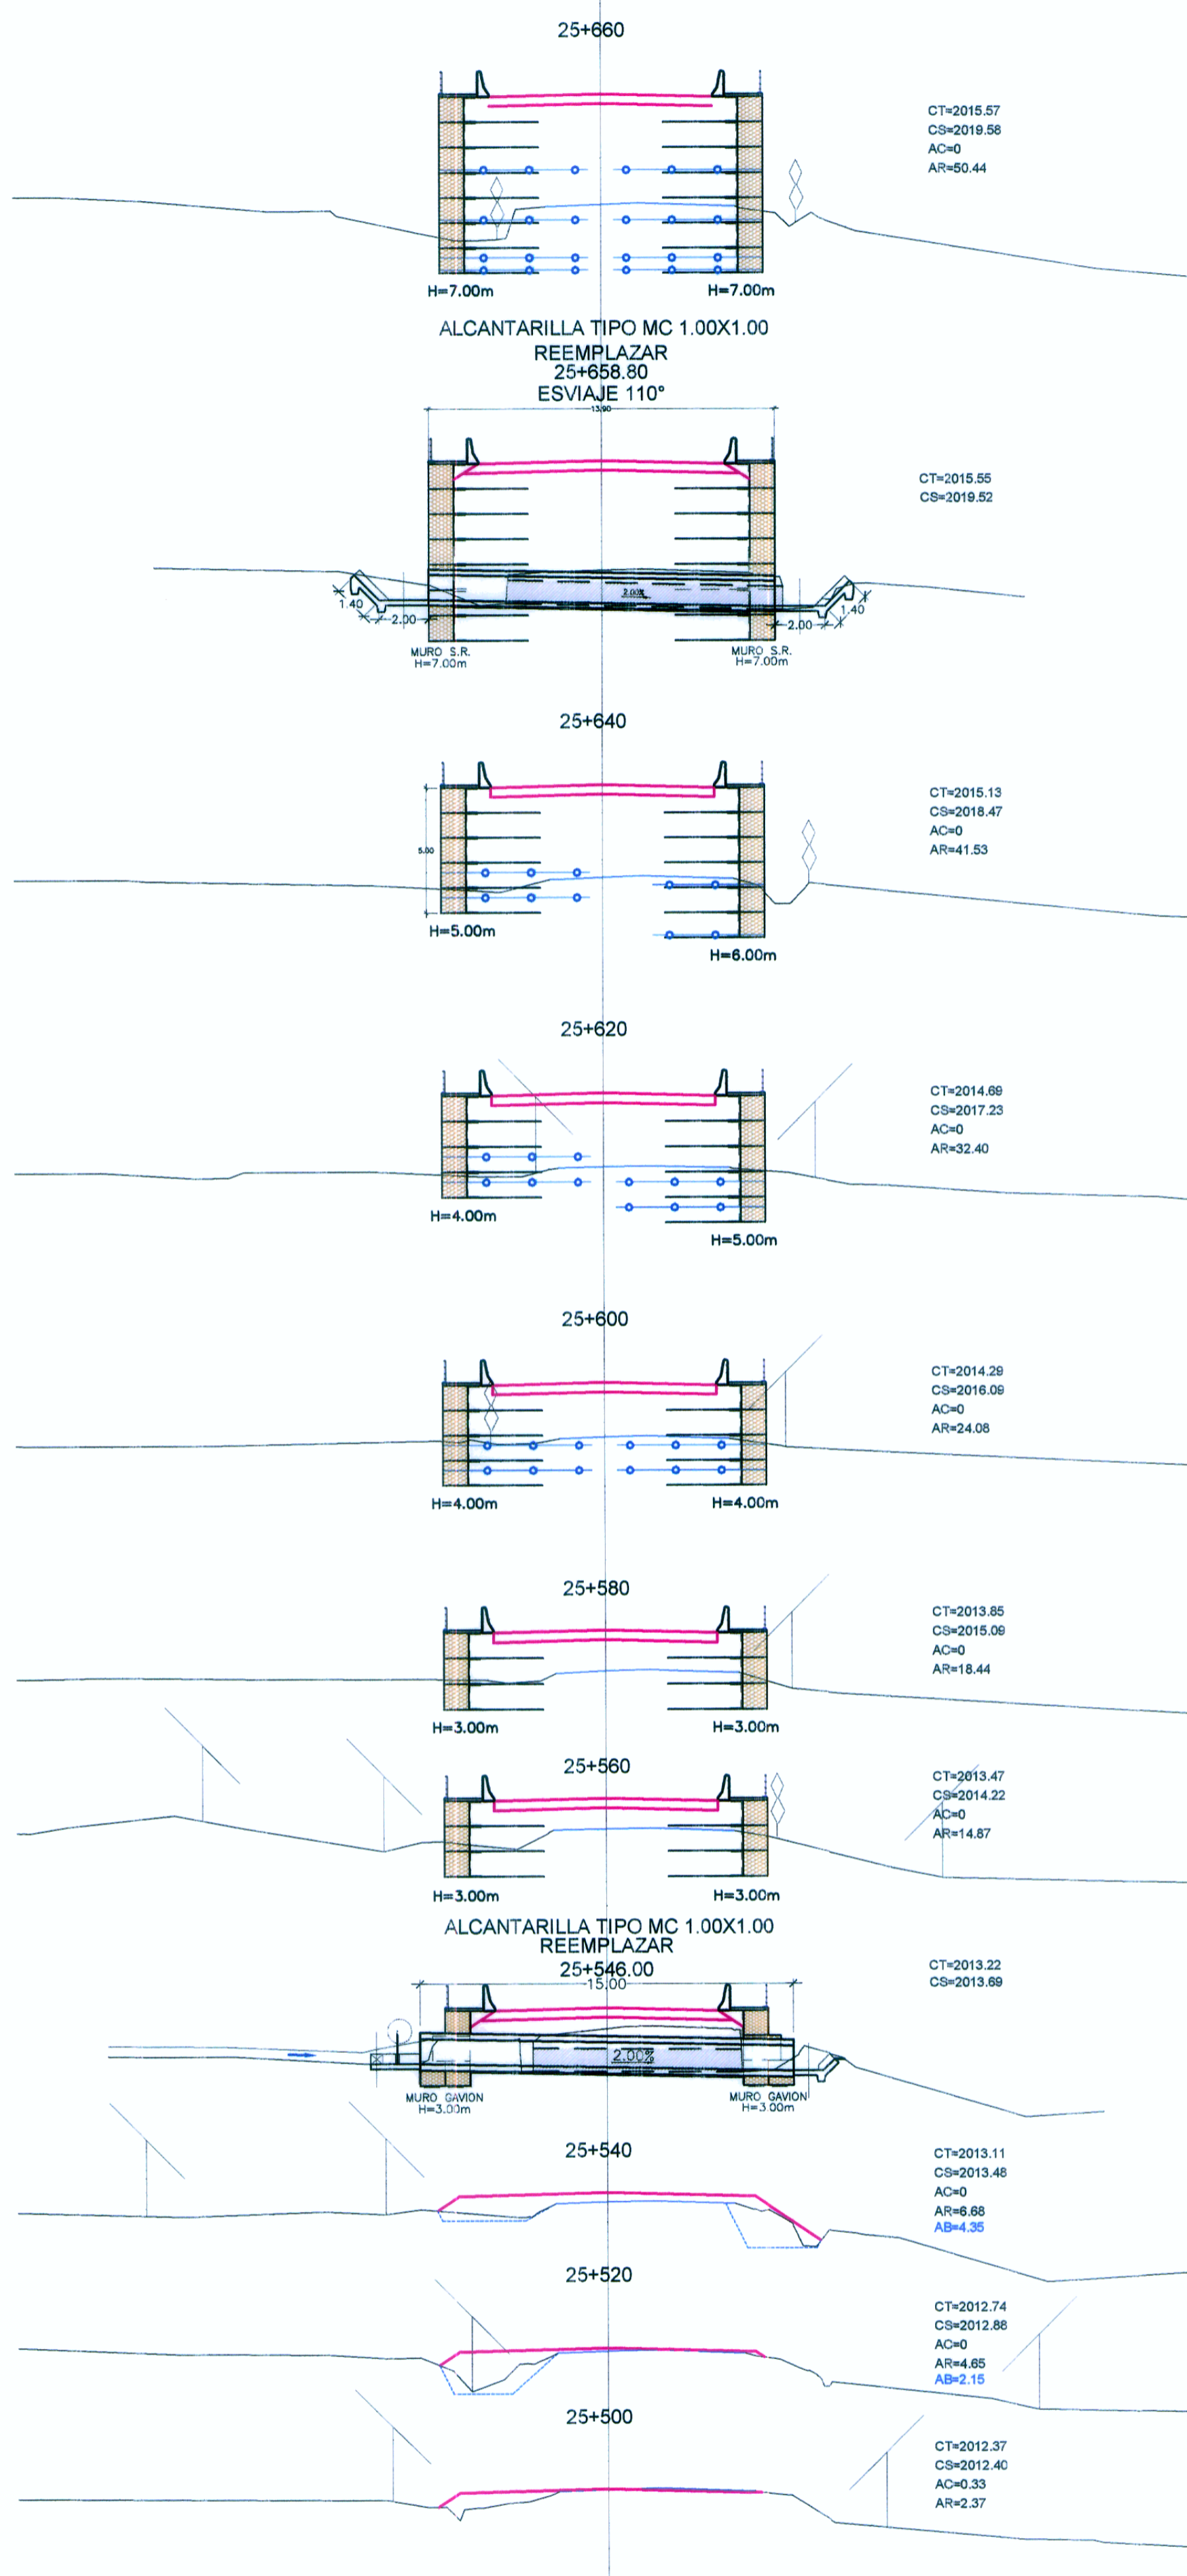 25+660
CT=2015.57
CS=2019.58
AC=0
AR=50.44
H=7.00m
H=7.00m
ALCANTARILLA TIPO MC 1.00X1.00
REEMPLAZAR
25+658.80
ESVIAJE 110°
13.90
CT=2015.55
CS=2019.52
2.00%
1.40
2.00
1.40
2.00
MURO S.R.
H=7.00m
MURO S.R.
H=7.00m
25+640
CT=2015.13
CS=2018.47
AC=0
AR=41.53
5.00
H=5.00m
H=6.00m
25+620
CT=2014.69
CS=2017.23
AC=0
AR=32.40
H=4.00m
H=5.00m
25+600
CT=2014.29
CS=2016.09
AC=0
AR=24.08
H=4.00m
H=4.00m
25+580
CT=2013.85
CS=2015.09
AC=0
AR=18.44
H=3.00m
H=3.00m
25+560
CT=2013.47
CS=2014.22
AC=0
AR=14.87
H=3.00m
H=3.00m
ALCANTARILLA TIPO MC 1.00X1.00
REEMPLAZAR
25+546.00
15.00
CT=2013.22
CS=2013.69
2.00%
MURO GAVION
H=3.00m
MURO GAVION
H=3.00m
25+540
CT=2013.11
CS=2013.48
AC=0
AR=6.68
AB=4.35
25+520
CT=2012.74
CS=2012.88
AC=0
AR=4.65
AB=2.15
25+500
CT=2012.37
CS=2012.40
AC=0.33
AR=2.37